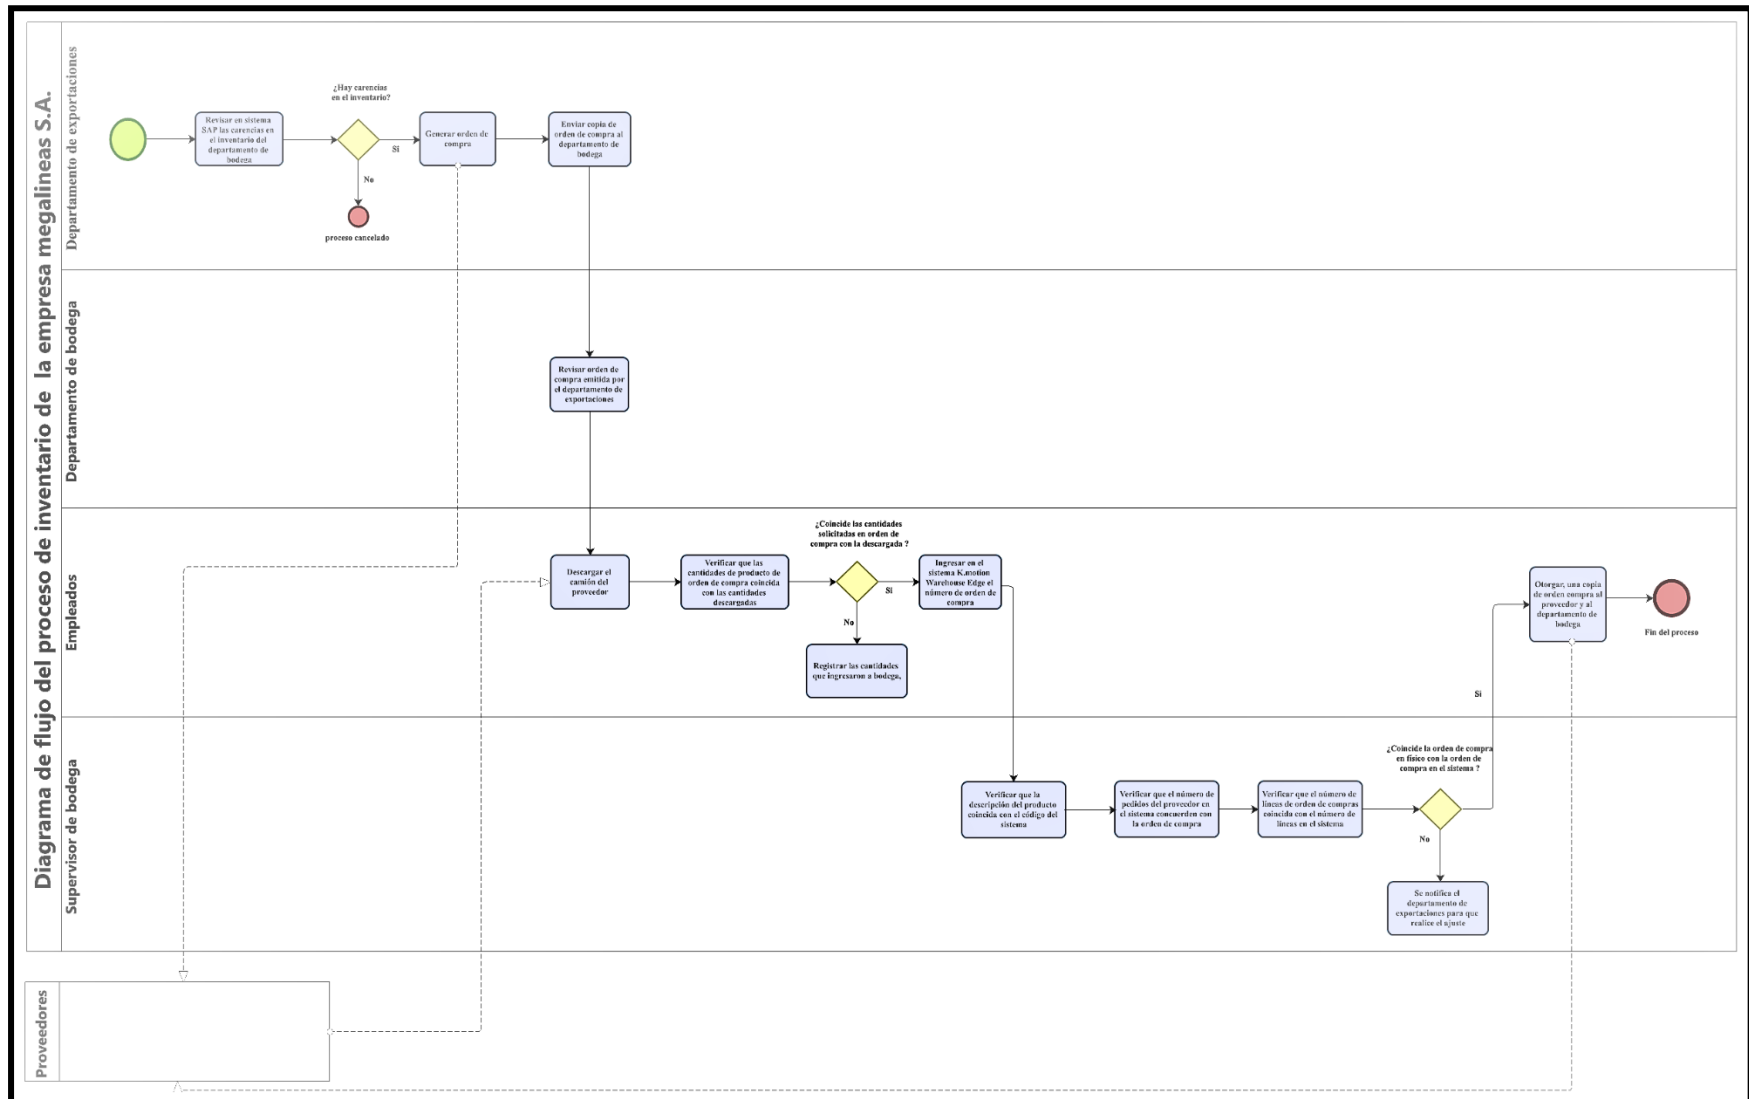 Diagrama de flujo del proceso de inventario de la empresa megalineas S.A.
Departamento de exportaciones
Revisar en sistema
SAP las carencias en
el inventario del
departamento de
bodega
¿Hay carencias
en el inventario?
Si
No
proceso cancelado
Generar orden de
compra
Enviar copia de
orden de compra al
departamento de
bodega
Departamento de bodega
Revisar orden de
compra emitida por
el departamento de
exportaciones
Empleados
Descargar el
camión del
proveedor
Verificar que las
cantidades de producto de
orden de compra coincida
con las cantidades
descargadas
¿Coincide las cantidades
solicitadas en orden de
compra con la descargada ?
Si
No
Registrar las cantidades
que ingresaron a bodega,
Ingresar en el
sistema K.motion
Warehouse Edge el
número de orden de
compra
Otorgar, una copia
de orden compra al
proveedor y al
departamento de
bodega
Fin del proceso
Si
Supervisor de bodega
Verificar que la
descripción del producto
coincida con el código del
sistema
Verificar que el número de
pedidos del proveedor en
el sistema concuerden con
la orden de compra
Verificar que el número de
líneas de orden de compras
coincida con el número de
líneas en el sistema
¿Coincide la orden de compra
en físico con la orden de
compra en el sistema ?
No
Se notifica el
departamento de
exportaciones para que
realice el ajuste
Proveedores